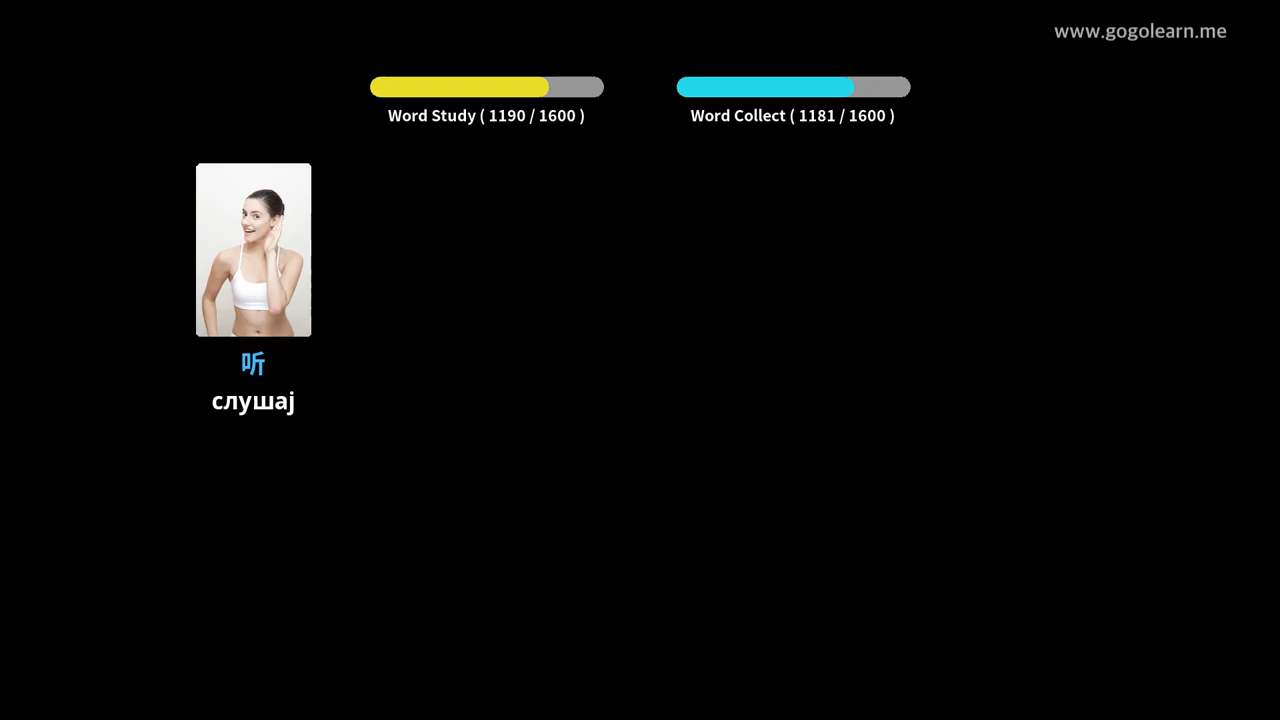 www.gogolearn.me
Word Study ( 1190 / 1600 )
Word Collect ( 1181 / 1600 )
听
слушај